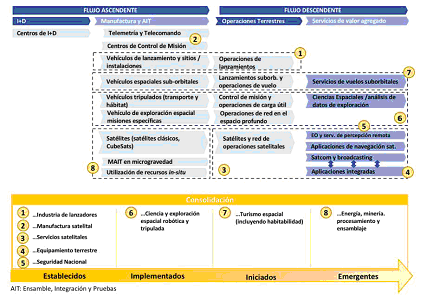 FLUJO ASCENDENTE
FLUJO DESCENDENTE
I+D
Manufactura y AIT
Operaciones Terrestres
Servicios de valor agregado
Centros de I+D
Telemetría y Telecomando
Centros de Control de Misión
2
Vehículos de lanzamiento y sitios /
instalaciones
Operaciones de
lanzamientos
1
Vehículos espaciales sub-orbitales
Lanzamientos suborb. y
operaciones de vuelo
Servicios de vuelos suborbitales
7
Vehículos tripulados (transporte y
hábitat)
Vehículo de exploración espacial
misiones específicas
Control de misión y
operaciones de carga útil
Operaciones de red en el
espacio profundo
Ciencias Espaciales /análisis de
datos de exploración
6
5
Satélites (satélites clásicos,
CubeSats)
MAIT en microgravedad
Utilización de recursos in-situ
8
Satélites y red de
operaciones satelitales
3
EO y serv. de percepción remota
Aplicaciones de navegación sat.
Satcom y broadcasting
Aplicaciones integradas
4
Consolidación
1 ...Industria de lanzadores
2 ...Manufactura satelital
3 ...Servicios satelitales
4 ...Equipamiento terrestre
5 ...Seguridad Nacional
6 ...Ciencia y exploración
espacial robótica y
tripulada
7 ...Turismo espacial
(incluyendo habitabilidad)
8 ...Energía, minería,
procesamiento y
ensamblaje
Establecidos
Implementados
Iniciados
Emergentes
AIT: Ensamble, Integración y Pruebas